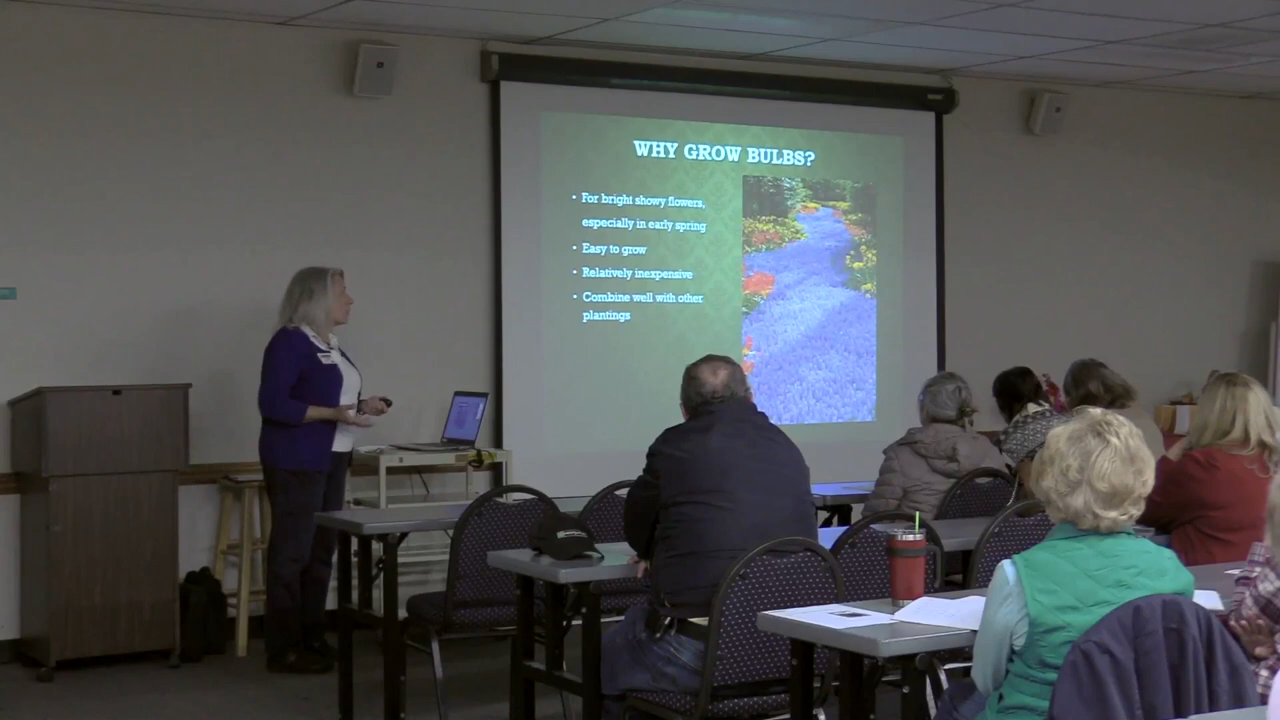 WHY GROW BULBS?
• For bright showy flowers,
especially in early spring
• Easy to grow
• Relatively inexpensive
• Combine well with other
plantings